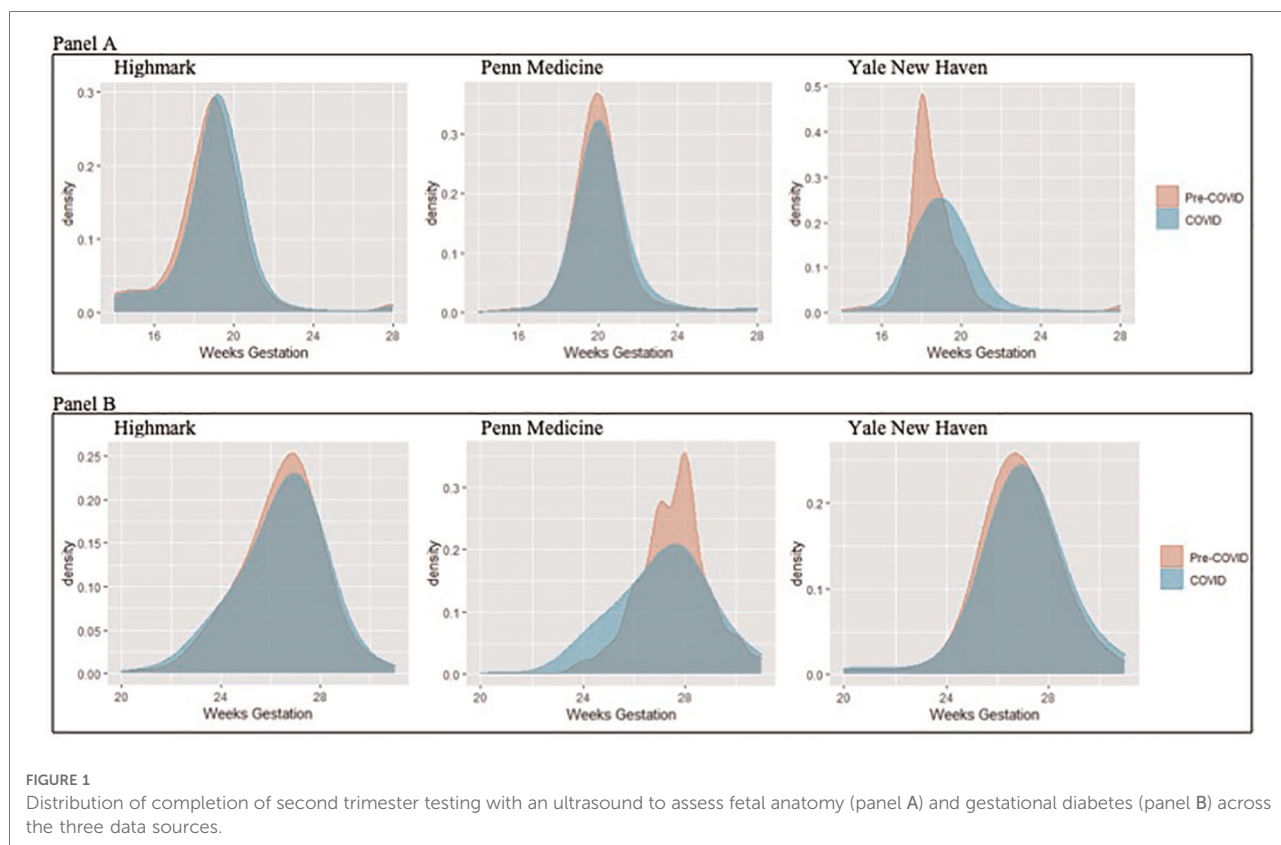 Panel A
Highmark
Penn Medicine
Yale New Haven
density
0.3
0.2
0.1
0.0
16 20 24 28
Weeks Gestation
density
0.3
0.2
0.1
0.0
16 20 24 28
Weeks Gestation
density
0.5
0.4
0.3
0.2
0.1
0.0
16 20 24 28
Weeks Gestation
Pre-COVID
COVID
Panel B
Highmark
Penn Medicine
Yale New Haven
density
0.25
0.20
0.15
0.10
0.05
0.00
20 24 28
Weeks Gestation
density
0.3
0.2
0.1
0.0
20 24 28
Weeks Gestation
density
0.2
0.1
0.0
20 24 28
Weeks Gestation
Pre-COVID
COVID
FIGURE 1
Distribution of completion of second trimester testing with an ultrasound to assess fetal anatomy (panel A) and gestational diabetes (panel B) across
the three data sources.